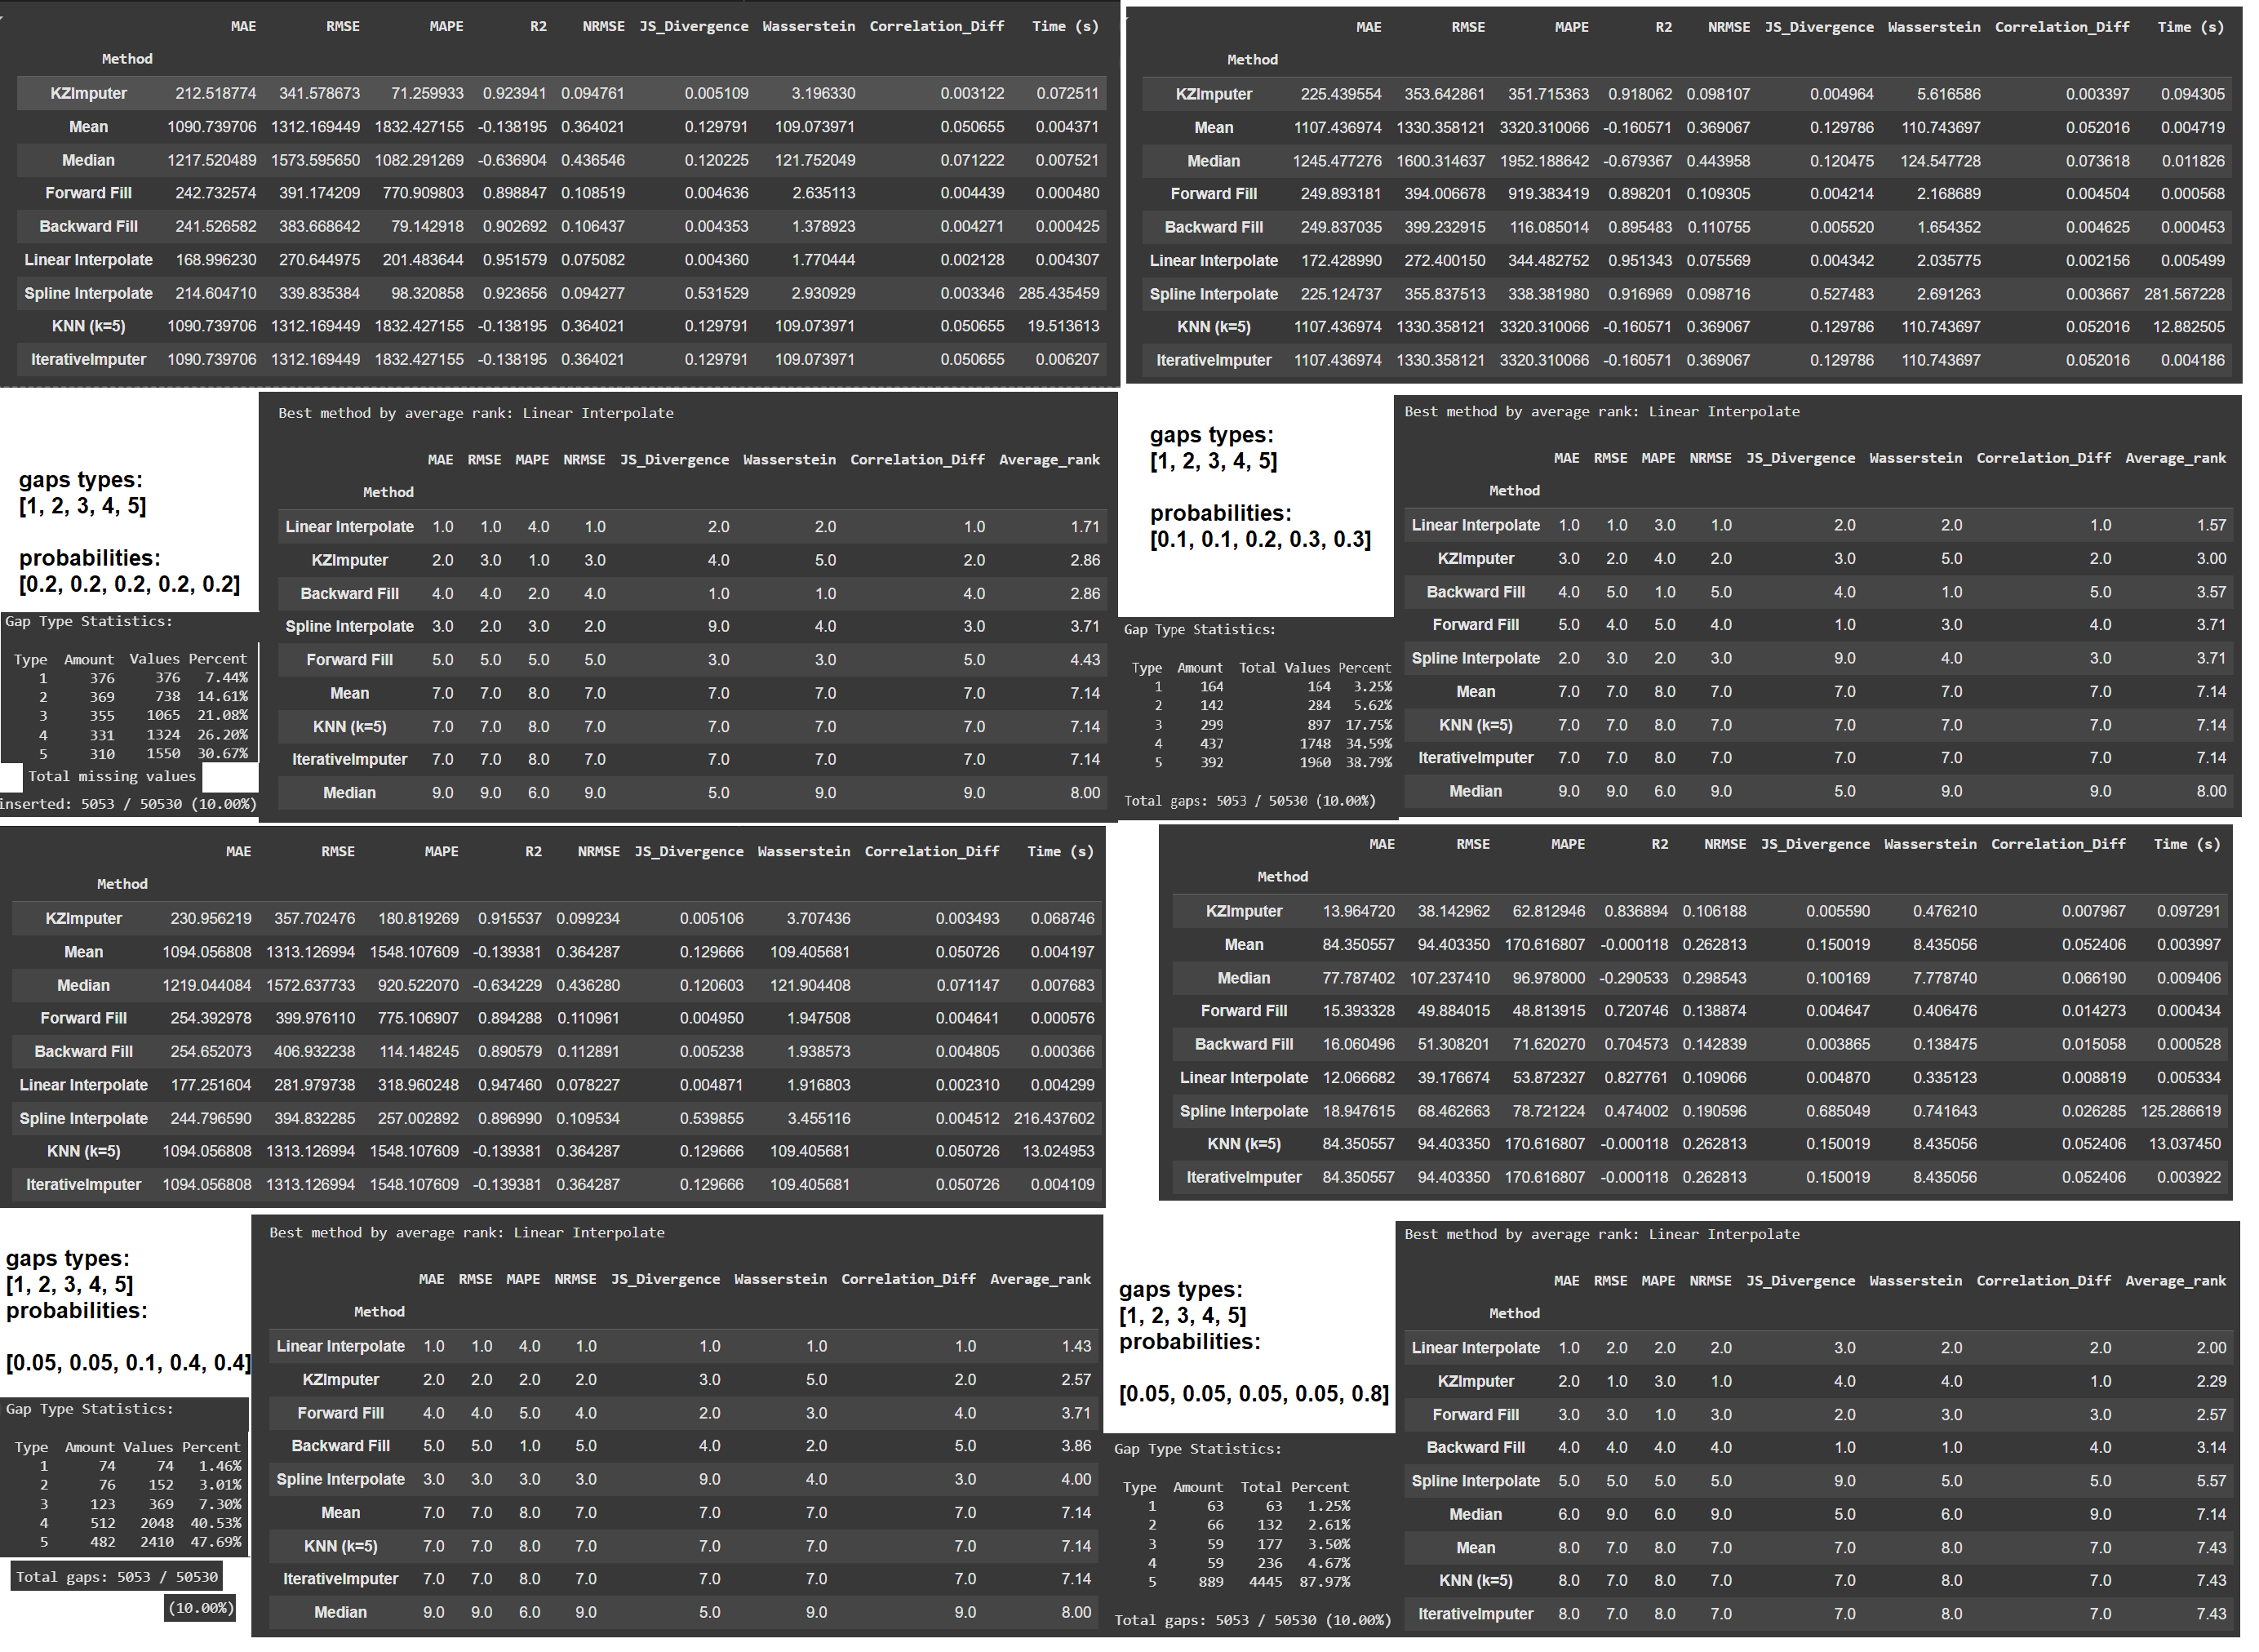 MAE RMSE MAPE R2 NRMSE JS_Divergence Wasserstein Correlation_Diff Time (s)
Method
KZImputer 212.518774 341.578673 71.259933 0.923941 0.094761 0.005109 3.196330 0.003122 0.072511
Mean 1090.739706 1312.169449 1832.427155 -0.138195 0.364021 0.129791 109.073971 0.050655 0.004371
Median 1217.520489 1573.595650 1082.291269 -0.636904 0.436546 0.120225 121.752049 0.071222 0.007521
Forward Fill 242.732574 391.174209 770.909803 0.898847 0.108519 0.004636 2.635113 0.004439 0.000480
Backward Fill 241.526582 383.668642 79.142918 0.902692 0.106437 0.004353 1.378923 0.004271 0.000425
Linear Interpolate 168.996230 270.644975 201.483644 0.951579 0.075082 0.004360 1.770444 0.002128 0.004307
Spline Interpolate 214.604710 339.835384 98.320858 0.923656 0.094277 0.531529 2.930929 0.003346 285.435459
KNN (k=5) 1090.739706 1312.169449 1832.427155 -0.138195 0.364021 0.129791 109.073971 0.050655 19.513613
IterativeImputer 1090.739706 1312.169449 1832.427155 -0.138195 0.364021 0.129791 109.073971 0.050655 0.006207
MAE RMSE MAPE R2 NRMSE JS_Divergence Wasserstein Correlation_Diff Time (s)
Method
KZImputer 225.439554 353.642861 351.715363 0.918062 0.098107 0.004964 5.616586 0.003397 0.094305
Mean 1107.436974 1330.358121 3320.310066 -0.160571 0.369067 0.129786 110.743697 0.052016 0.004719
Median 1245.477276 1600.314637 1952.188642 -0.679367 0.443958 0.120475 124.547728 0.073618 0.011826
Forward Fill 249.893181 394.006678 919.383419 0.898201 0.109305 0.004214 2.168689 0.004504 0.000568
Backward Fill 249.837035 399.232915 116.085014 0.895483 0.110755 0.005520 1.654352 0.004625 0.000453
Linear Interpolate 172.428990 272.400150 344.482752 0.951343 0.075569 0.004342 2.035775 0.002156 0.005499
Spline Interpolate 225.124737 355.837513 338.381980 0.916969 0.098716 0.527483 2.691263 0.003667 281.567228
KNN (k=5) 1107.436974 1330.358121 3320.310066 -0.160571 0.369067 0.129786 110.743697 0.052016 12.882505
IterativeImputer 1107.436974 1330.358121 3320.310066 -0.160571 0.369067 0.129786 110.743697 0.052016 0.004186
gaps types:
[1, 2, 3, 4, 5]
probabilities:
[0.2, 0.2, 0.2, 0.2, 0.2]
Gap Type Statistics:
Type Amount Values Percent
1 376 376 7.44%
2 369 738 14.61%
3 355 1065 21.08%
4 331 1324 26.20%
5 310 1550 30.67%
Total missing values
inserted: 5053 / 50530 (10.00%)
Best method by average rank: Linear Interpolate
MAE RMSE MAPE NRMSE JS_Divergence Wasserstein Correlation_Diff Average_rank
Method
Linear Interpolate 1.0 1.0 4.0 1.0 2.0 2.0 1.0 1.71
KZImputer 2.0 3.0 1.0 3.0 4.0 5.0 2.0 2.86
Backward Fill 4.0 4.0 2.0 4.0 1.0 1.0 4.0 2.86
Spline Interpolate 3.0 2.0 3.0 2.0 9.0 4.0 3.0 3.71
Forward Fill 5.0 5.0 5.0 5.0 3.0 3.0 5.0 4.43
Mean 7.0 7.0 8.0 7.0 7.0 7.0 7.0 7.14
KNN (k=5) 7.0 7.0 8.0 7.0 7.0 7.0 7.0 7.14
IterativeImputer 7.0 7.0 8.0 7.0 7.0 7.0 7.0 7.14
Median 9.0 9.0 6.0 9.0 5.0 9.0 9.0 8.00
gaps types:
[1, 2, 3, 4, 5]
probabilities:
[0.1, 0.1, 0.2, 0.3, 0.3]
Gap Type Statistics:
Type Amount Total Values Percent
1 164 164 3.25%
2 142 284 5.62%
3 299 897 17.75%
4 437 1748 34.59%
5 392 1960 38.79%
Total gaps: 5053 / 50530 (10.00%)
Best method by average rank: Linear Interpolate
MAE RMSE MAPE NRMSE JS_Divergence Wasserstein Correlation_Diff Average_rank
Method
Linear Interpolate 1.0 1.0 3.0 1.0 2.0 2.0 1.0 1.57
KZImputer 3.0 2.0 4.0 2.0 3.0 5.0 2.0 3.00
Backward Fill 4.0 5.0 1.0 5.0 4.0 1.0 5.0 3.57
Forward Fill 5.0 4.0 5.0 4.0 1.0 3.0 4.0 3.71
Spline Interpolate 2.0 3.0 2.0 3.0 9.0 4.0 3.0 3.71
Mean 7.0 7.0 8.0 7.0 7.0 7.0 7.0 7.14
KNN (k=5) 7.0 7.0 8.0 7.0 7.0 7.0 7.0 7.14
IterativeImputer 7.0 7.0 8.0 7.0 7.0 7.0 7.0 7.14
Median 9.0 9.0 6.0 9.0 5.0 9.0 9.0 8.00
MAE RMSE MAPE R2 NRMSE JS_Divergence Wasserstein Correlation_Diff Time (s)
Method
KZImputer 230.956219 357.702476 180.819269 0.915537 0.099234 0.005106 3.707436 0.003493 0.068746
Mean 1094.056808 1313.126994 1548.107609 -0.139381 0.364287 0.129666 109.405681 0.050726 0.004197
Median 1219.044084 1572.637733 920.522070 -0.634229 0.436280 0.120603 121.904408 0.071147 0.007683
Forward Fill 254.392978 399.976110 775.106907 0.894288 0.110961 0.004950 1.947508 0.004641 0.000576
Backward Fill 254.652073 406.932238 114.148245 0.890579 0.112891 0.005238 1.938573 0.004805 0.000366
Linear Interpolate 177.251604 281.979738 318.960248 0.947460 0.078227 0.004871 1.916803 0.002310 0.004299
Spline Interpolate 244.796590 394.832285 257.002892 0.896990 0.109534 0.539855 3.455116 0.004512 216.437602
KNN (k=5) 1094.056808 1313.126994 1548.107609 -0.139381 0.364287 0.129666 109.405681 0.050726 13.024953
IterativeImputer 1094.056808 1313.126994 1548.107609 -0.139381 0.364287 0.129666 109.405681 0.050726 0.004109
MAE RMSE MAPE R2 NRMSE JS_Divergence Wasserstein Correlation_Diff Time (s)
Method
KZImputer 13.964720 38.142962 62.812946 0.836894 0.106188 0.005590 0.476210 0.007967 0.097291
Mean 84.350557 94.403350 170.616807 -0.000118 0.262813 0.150019 8.435056 0.052406 0.003997
Median 77.787402 107.237410 96.978000 -0.290533 0.298543 0.100169 7.778740 0.066190 0.009406
Forward Fill 15.393328 49.884015 48.813915 0.720746 0.138874 0.004647 0.406476 0.014273 0.000434
Backward Fill 16.060496 51.308201 71.620270 0.704573 0.142839 0.003865 0.138475 0.015058 0.000528
Linear Interpolate 12.066682 39.176674 53.872327 0.827761 0.109066 0.004870 0.335123 0.008819 0.005334
Spline Interpolate 18.947615 68.462663 78.721224 0.474002 0.190596 0.685049 0.741643 0.026285 125.286619
KNN (k=5) 84.350557 94.403350 170.616807 -0.000118 0.262813 0.150019 8.435056 0.052406 13.037450
IterativeImputer 84.350557 94.403350 170.616807 -0.000118 0.262813 0.150019 8.435056 0.052406 0.003922
gaps types:
[1, 2, 3, 4, 5]
probabilities:
[0.05, 0.05, 0.1, 0.4, 0.4]
Gap Type Statistics:
Type Amount Values Percent
1 74 74 1.46%
2 76 152 3.01%
3 123 369 7.30%
4 512 2048 40.53%
5 482 2410 47.69%
Total gaps: 5053 / 50530
(10.00%)
Best method by average rank: Linear Interpolate
MAE RMSE MAPE NRMSE JS_Divergence Wasserstein Correlation_Diff Average_rank
Method
Linear Interpolate 1.0 1.0 4.0 1.0 1.0 1.0 1.0 1.43
KZImputer 2.0 2.0 2.0 2.0 3.0 5.0 2.0 2.57
Forward Fill 4.0 4.0 5.0 4.0 2.0 3.0 4.0 3.71
Backward Fill 5.0 5.0 1.0 5.0 4.0 2.0 5.0 3.86
Spline Interpolate 3.0 3.0 3.0 3.0 9.0 4.0 3.0 4.00
Mean 7.0 7.0 8.0 7.0 7.0 7.0 7.0 7.14
KNN (k=5) 7.0 7.0 8.0 7.0 7.0 7.0 7.0 7.14
IterativeImputer 7.0 7.0 8.0 7.0 7.0 7.0 7.0 7.14
Median 9.0 9.0 6.0 9.0 5.0 9.0 9.0 8.00
gaps types:
[1, 2, 3, 4, 5]
probabilities:
[0.05, 0.05, 0.05, 0.05, 0.8]
Gap Type Statistics:
Type Amount Total Percent
1 63 63 1.25%
2 66 132 2.61%
3 59 177 3.50%
4 59 236 4.67%
5 889 4445 87.97%
Total gaps: 5053 / 50530 (10.00%)
Best method by average rank: Linear Interpolate
MAE RMSE MAPE NRMSE JS_Divergence Wasserstein Correlation_Diff Average_rank
Method
Linear Interpolate 1.0 2.0 2.0 2.0 3.0 2.0 2.0 2.00
KZImputer 2.0 1.0 3.0 1.0 4.0 4.0 1.0 2.29
Forward Fill 3.0 3.0 1.0 3.0 2.0 3.0 3.0 2.57
Backward Fill 4.0 4.0 4.0 4.0 1.0 1.0 4.0 3.14
Spline Interpolate 5.0 5.0 5.0 5.0 9.0 5.0 5.0 5.57
Median 6.0 9.0 6.0 9.0 5.0 6.0 9.0 7.14
Mean 8.0 7.0 8.0 7.0 7.0 8.0 7.0 7.43
KNN (k=5) 8.0 7.0 8.0 7.0 7.0 8.0 7.0 7.43
IterativeImputer 8.0 7.0 8.0 7.0 7.0 8.0 7.0 7.43